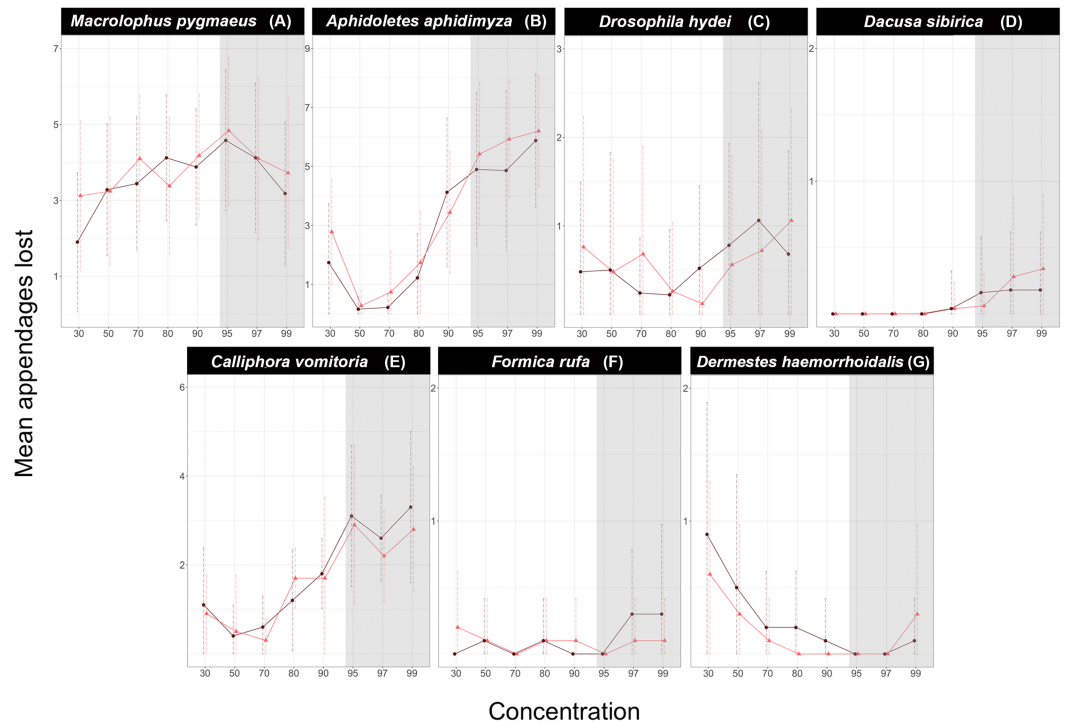 Macrolophus pygmaeus (A) Aphidoletes aphidimyza (B) Drosophila hydei (C) Dacusa sibirica (D)
7
5
3
1
30 50 70 80 90 95 97 99
9
7
5
3
1
30 50 70 80 90 95 97 99
3
2
1
30 50 70 80 90 95 97 99
2
1
30 50 70 80 90 95 97 99
Mean appendages lost
Calliphora vomitoria (E) Formica rufa (F) Dermestes haemorrhoidalis (G)
6
4
2
30 50 70 80 90 95 97 99
2
1
30 50 70 80 90 95 97 99
2
1
30 50 70 80 90 95 97 99
Concentration